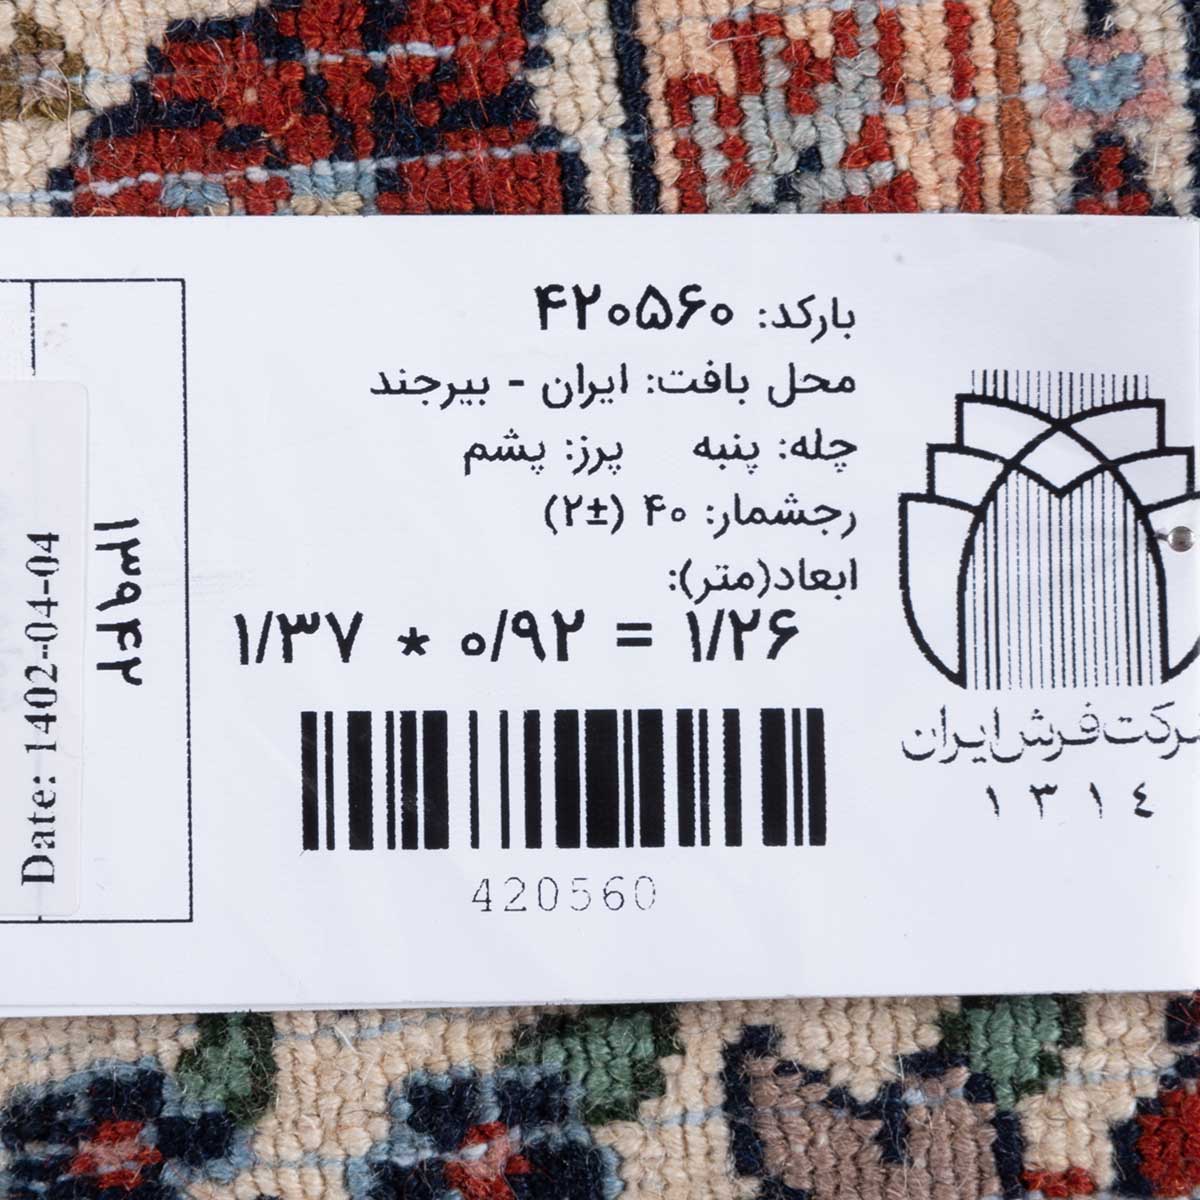 بارکد: ۴۲۰۵۶۰
محل بافت: ایران - بیرجند
چله: پنبه پرز: پشم
رجشمار: ۴۰ (±۲)
ابعاد(متر):
۱/۳۷ * ۰/۹۲ = ۱/۲۶
420560
شرکت فرش ایران
١٣١٤
۱۳۹۴۲
Date: 1402-04-04